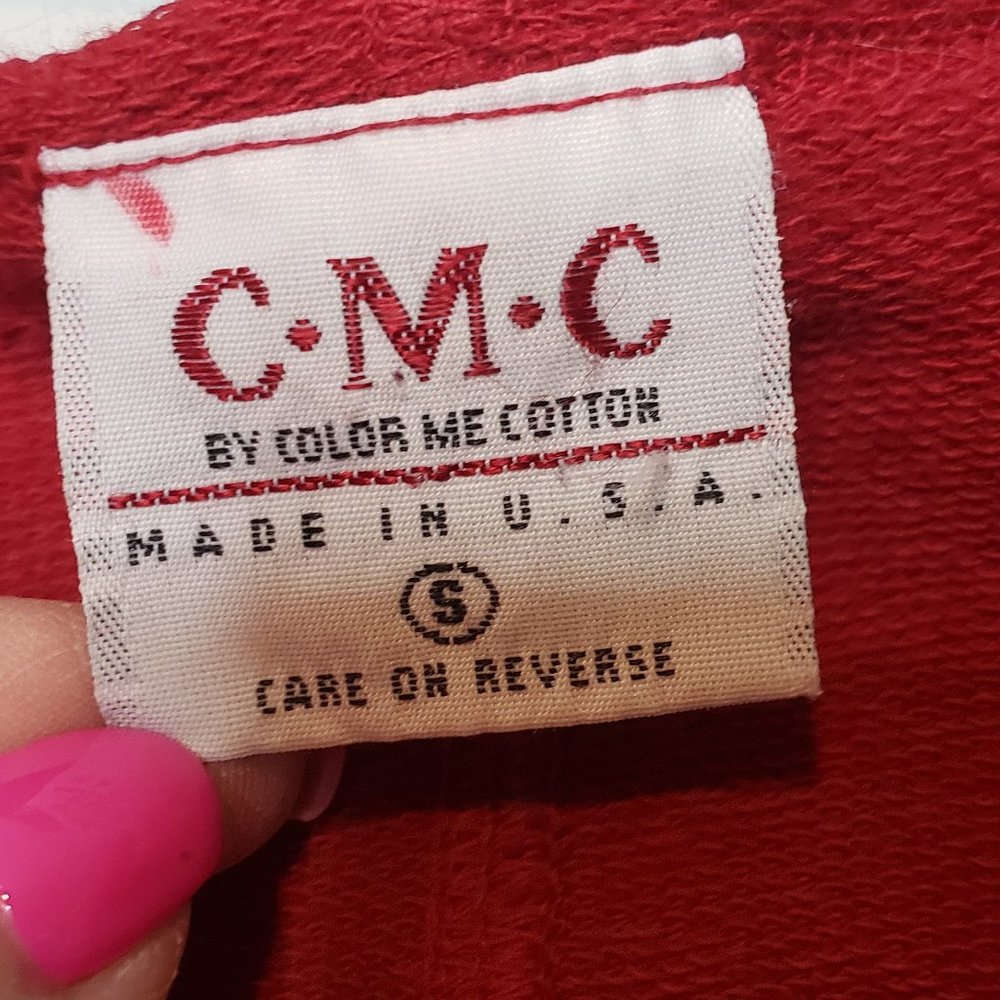 C·M·C
BY COLOR ME COTTON
MADE IN U.S.A.
S
CARE ON REVERSE